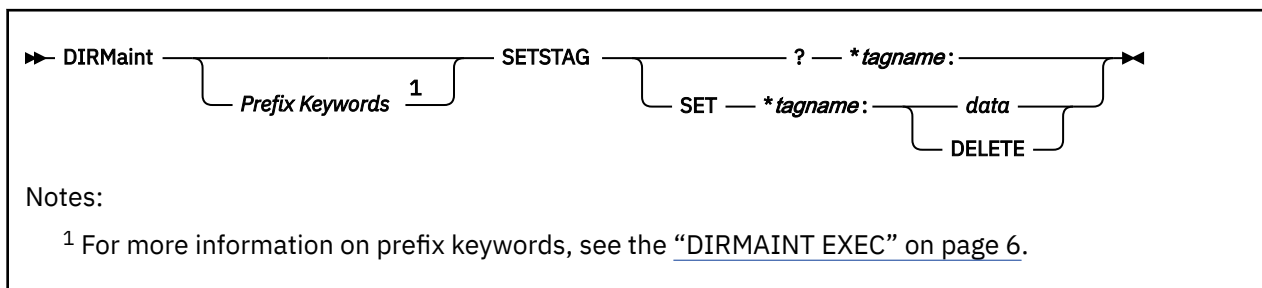 DIRMaint Prefix Keywords 1 SETSTAG ? *tagname:
SET *tagname: data
DELETE
Notes:
1 For more information on prefix keywords, see the “DIRMAINT EXEC” on page 6.